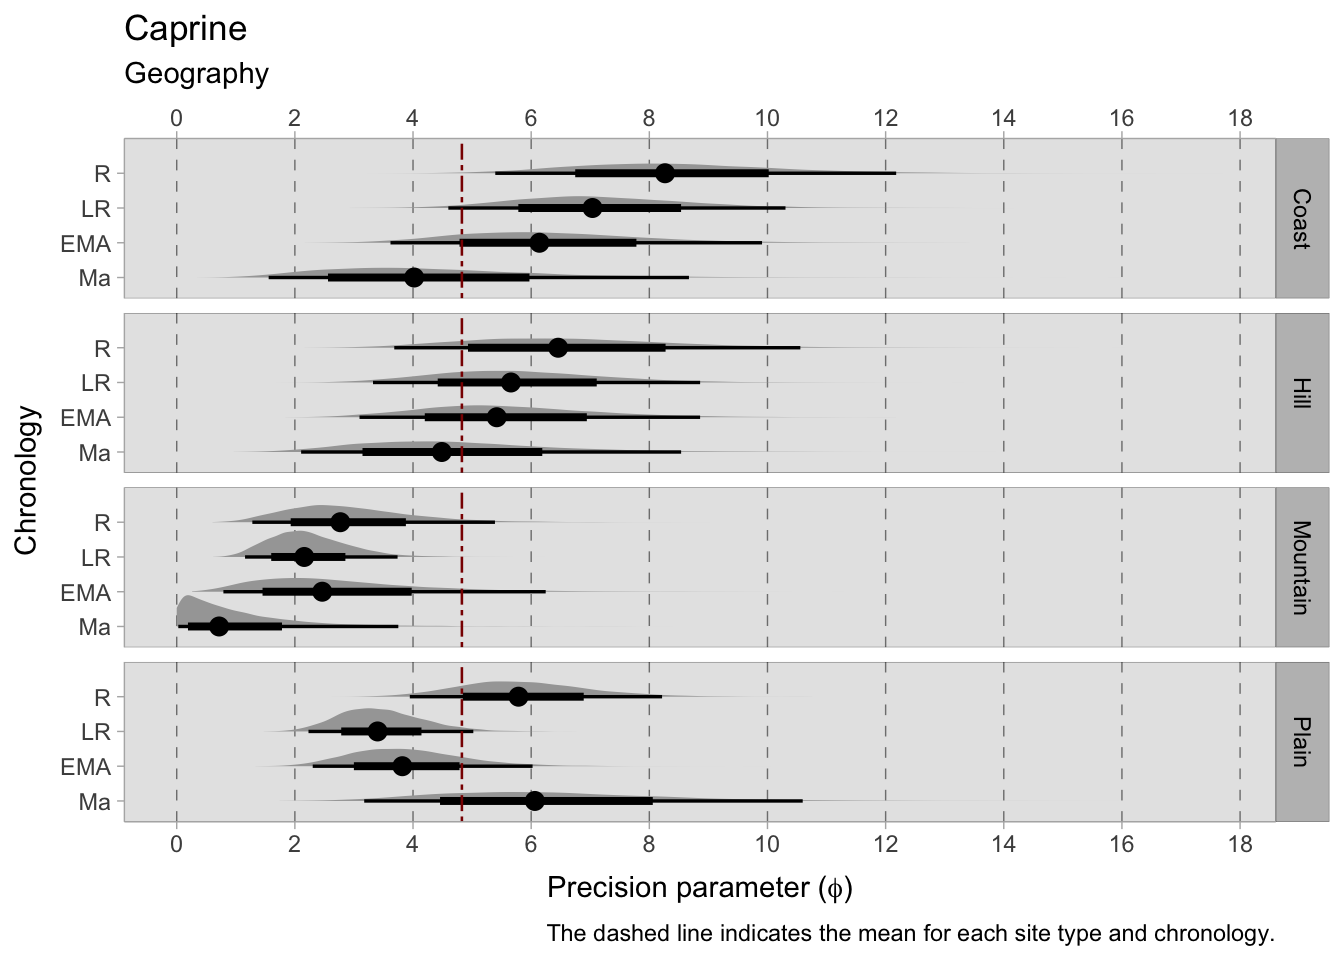 Caprine
Geography
0 2 4 6 8 10 12 14 16 18
R
LR
EMA
Ma
Coast
R
LR
EMA
Ma
Hill
Chronology
R
LR
EMA
Ma
Mountain
R
LR
EMA
Ma
Plain
0 2 4 6 8 10 12 14 16 18
Precision parameter (ϕ)
The dashed line indicates the mean for each site type and chronology.